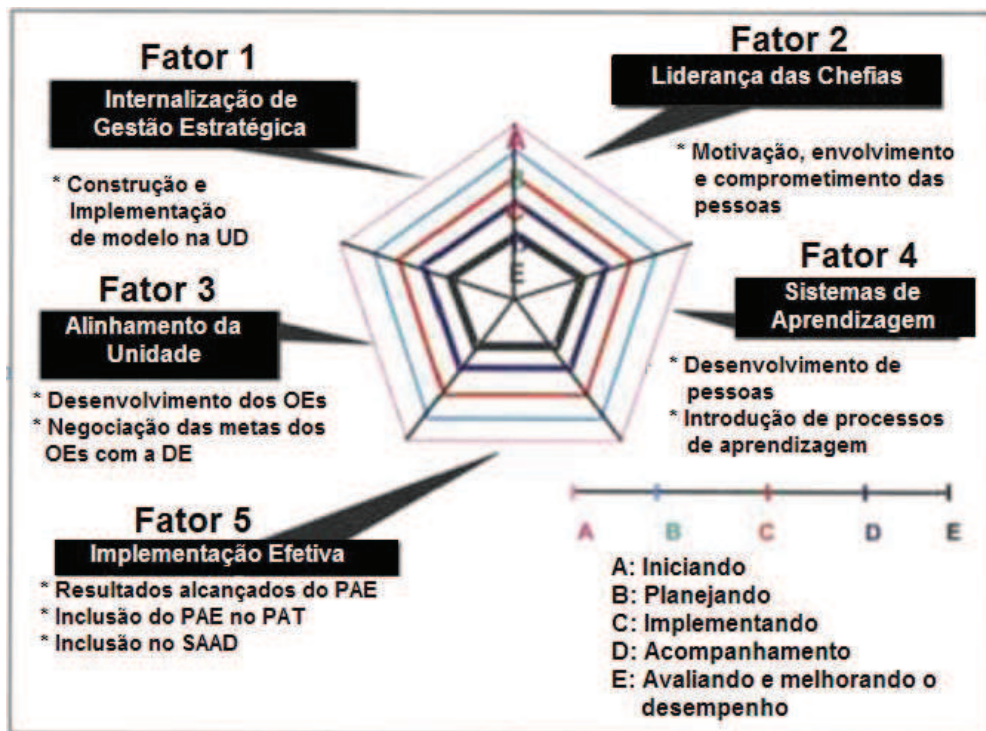 Fator 1
Internalização de
Gestão Estratégica
* Construção e
Implementação
de modelo na UD
Fator 2
Liderança das Chefias
* Motivação, envolvimento
e comprometimento das
pessoas
A
B
C
D
E
Fator 3
Alinhamento da
Unidade
* Desenvolvimento dos OEs
* Negociação das metas dos
OEs com a DE
Fator 4
Sistemas de
Aprendizagem
* Desenvolvimento de
pessoas
* Introdução de processos
de aprendizagem
Fator 5
Implementação Efetiva
* Resultados alcançados do PAE
* Inclusão do PAE no PAT
* Inclusão no SAAD
A B C D E
A: Iniciando
B: Planejando
C: Implementando
D: Acompanhamento
E: Avaliando e melhorando o
desempenho